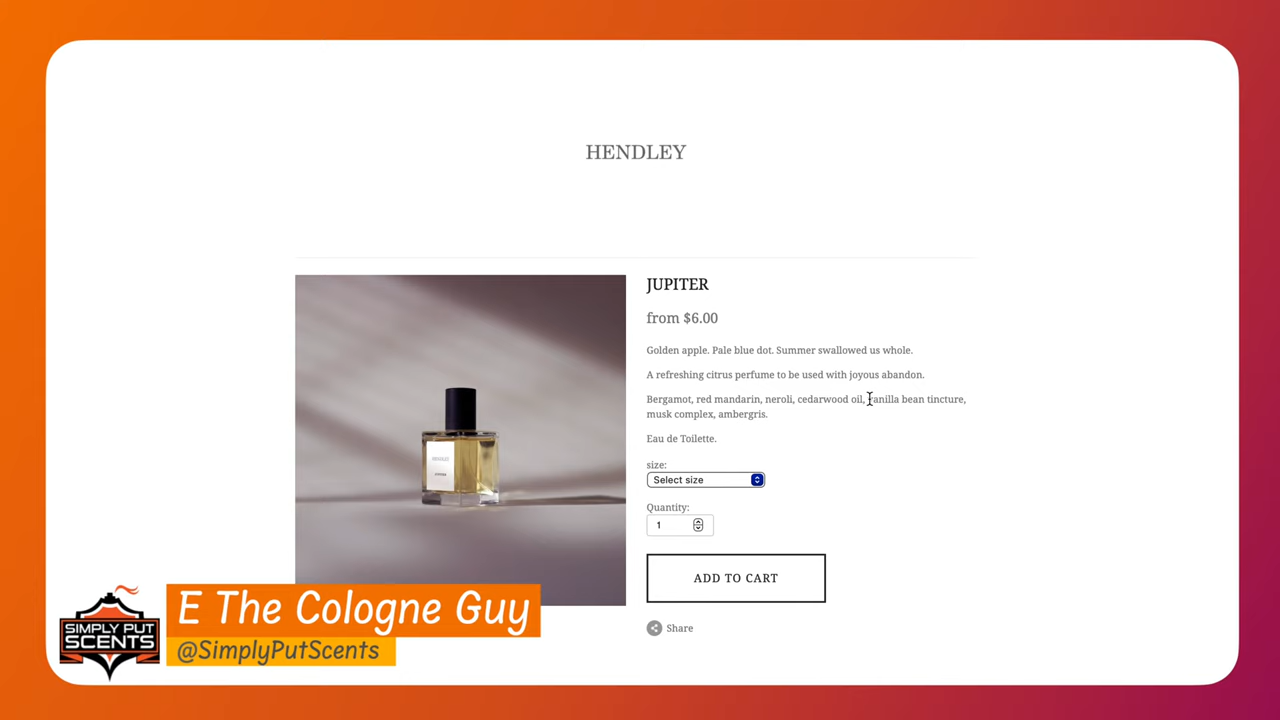 HENDLEY
JUPITER
from $6.00
Golden apple. Pale blue dot. Summer swallowed us whole.
A refreshing citrus perfume to be used with joyous abandon.
Bergamot, red mandarin, neroli, cedarwood oil, vanilla bean tincture,
musk complex, ambergris.
Eau de Toilette.
size:
Select size
Quantity:
1
ADD TO CART
Share
HENDLEY
JUPITER
E The Cologne Guy
@SimplyPutScents
SIMPLY PUT
SCENTS